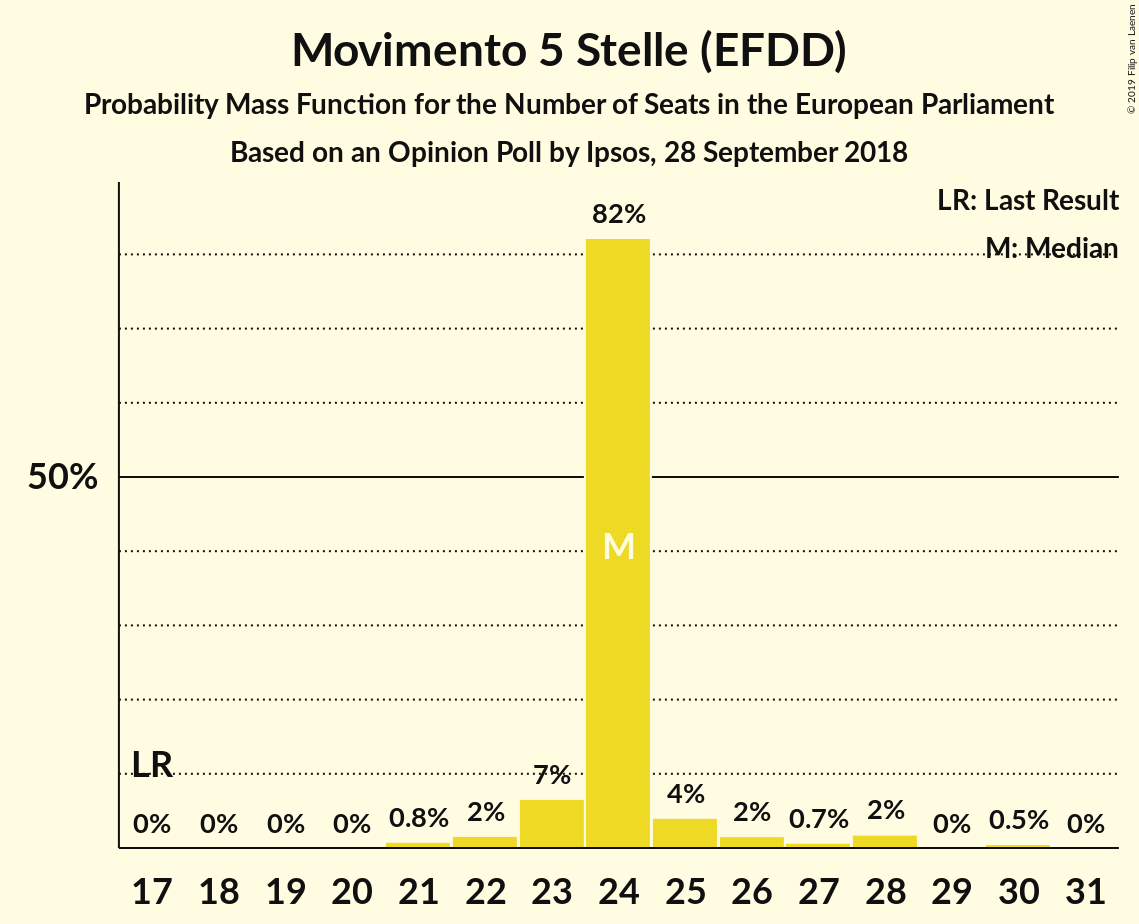 Movimento 5 Stelle (EFDD)
Probability Mass Function for the Number of Seats in the European Parliament
Based on an Opinion Poll by Ipsos, 28 September 2018
© 2019 Filip van Laenen
LR: Last Result
M: Median
82%
50%
M
LR
0% 0% 0% 0% 0.8% 2% 7% 4% 2% 0.7% 2% 0% 0.5% 0%
17 18 19 20 21 22 23 24 25 26 27 28 29 30 31